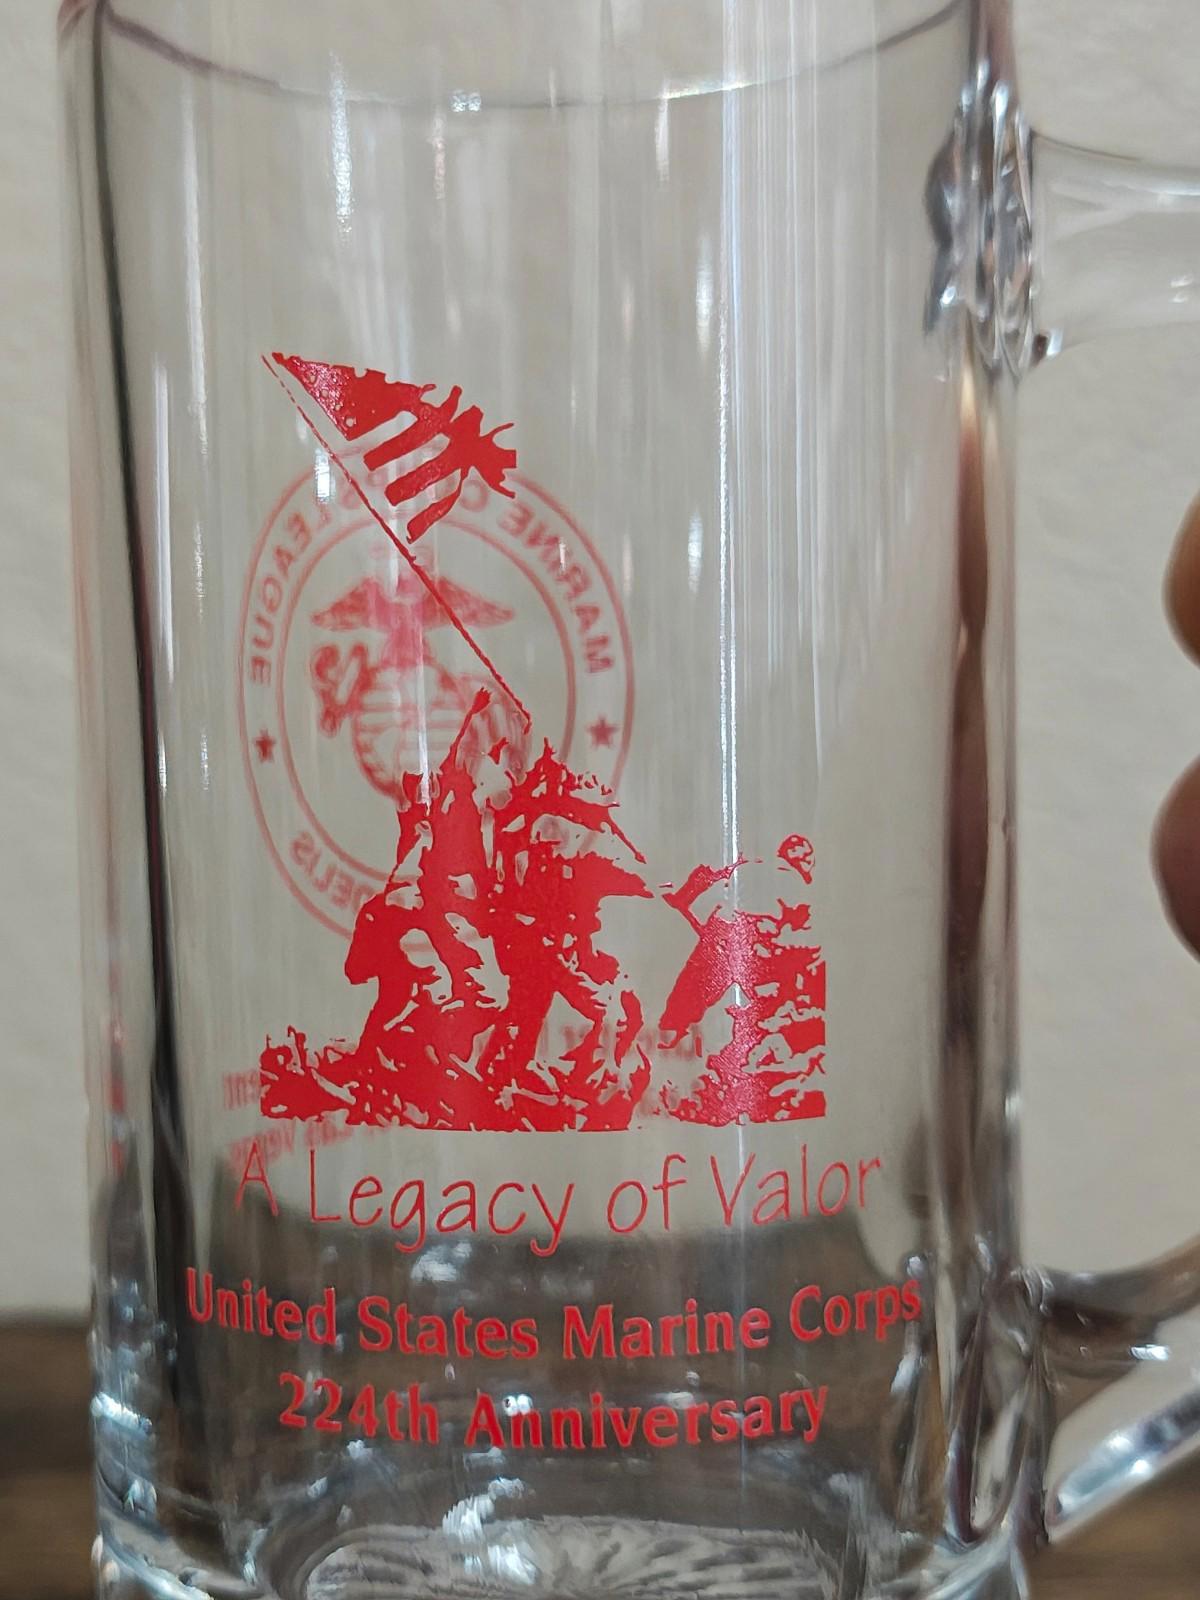 A Legacy of Valor
United States Marine Corps
224th Anniversary
MARINE CORPS LEAGUE